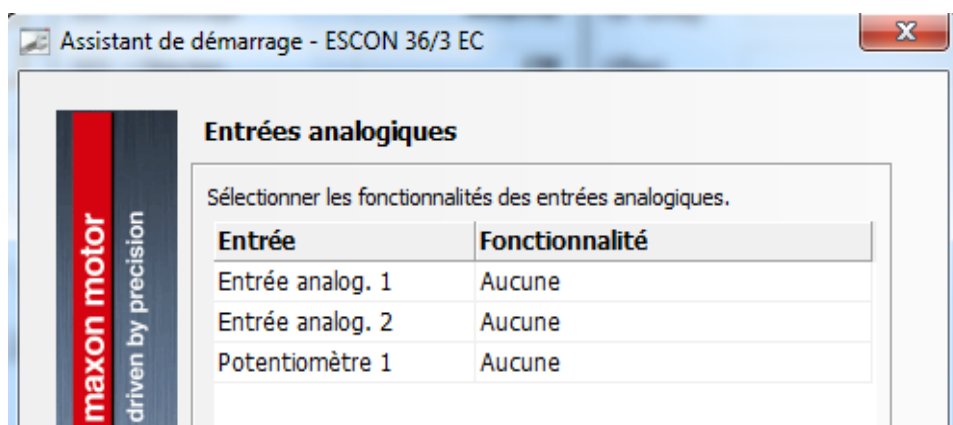 Assistant de démarrage - ESCON 36/3 EC
Entrées analogiques
Sélectionner les fonctionnalités des entrées analogiques.
Entrée Fonctionnalité
Entrée analog. 1 Aucune
Entrée analog. 2 Aucune
Potentiomètre 1 Aucune
maxon motor
driven by precision